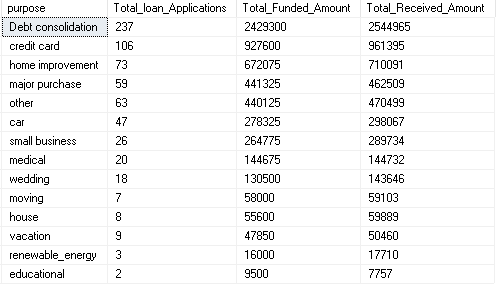 purpose Total_loan_Applications Total_Funded_Amount Total_Received_Amount
Debt consolidation 237 2429300 2544965
credit card 106 927600 961395
home improvement 73 672075 710091
major purchase 59 441325 462509
other 63 440125 470499
car 47 278325 298067
small business 26 264775 289734
medical 20 144675 144732
wedding 18 130500 143646
moving 7 58000 59103
house 8 55600 59889
vacation 9 47850 50460
renewable_energy 3 16000 17710
educational 2 9500 7757